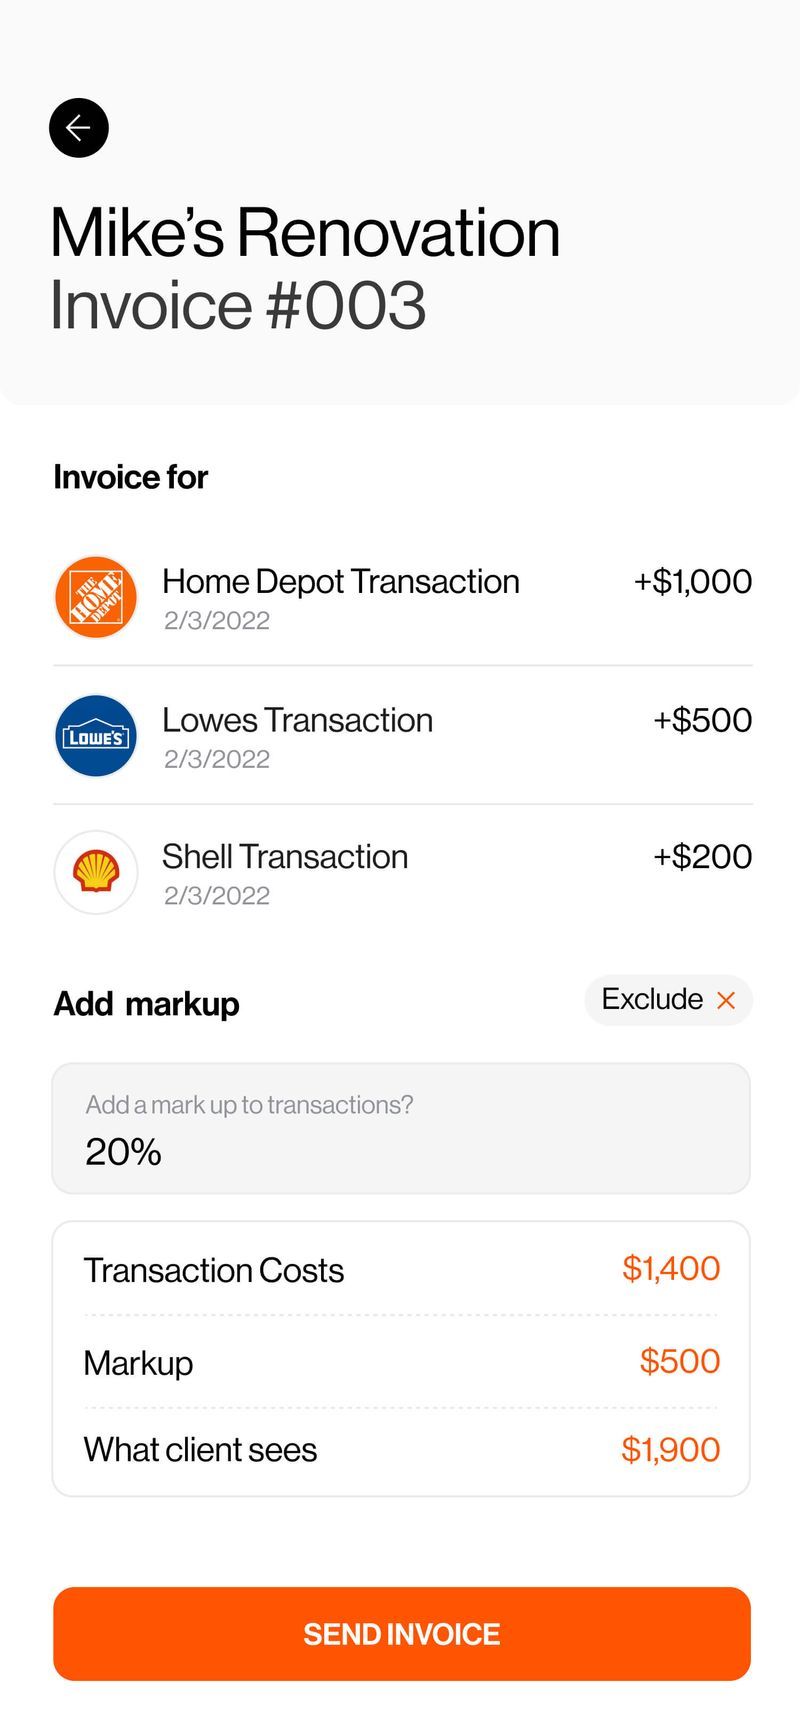 Mike’s Renovation
Invoice #003
Invoice for
THE
HOME
DEPOT
Home Depot Transaction
+$1,000
2/3/2022
LOWE'S
Lowes Transaction
+$500
2/3/2022
Shell Transaction
+$200
2/3/2022
Add markup
Exclude
Add a mark up to transactions?
20%
Transaction Costs
$1,400
Markup
$500
What client sees
$1,900
SEND INVOICE